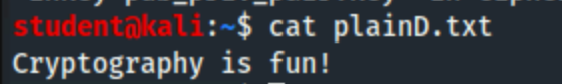 student@kali:~$ cat plainD.txt
Cryptography is fun!